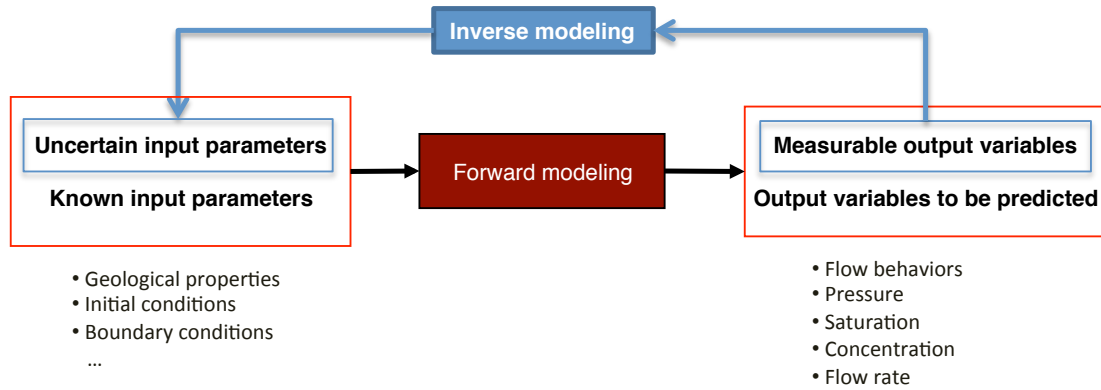 Inverse modeling
Uncertain input parameters
Known input parameters
Forward modeling
Measurable output variables
Output variables to be predicted
• Geological properties
• Initial conditions
• Boundary conditions
...
• Flow behaviors
• Pressure
• Saturation
• Concentration
• Flow rate